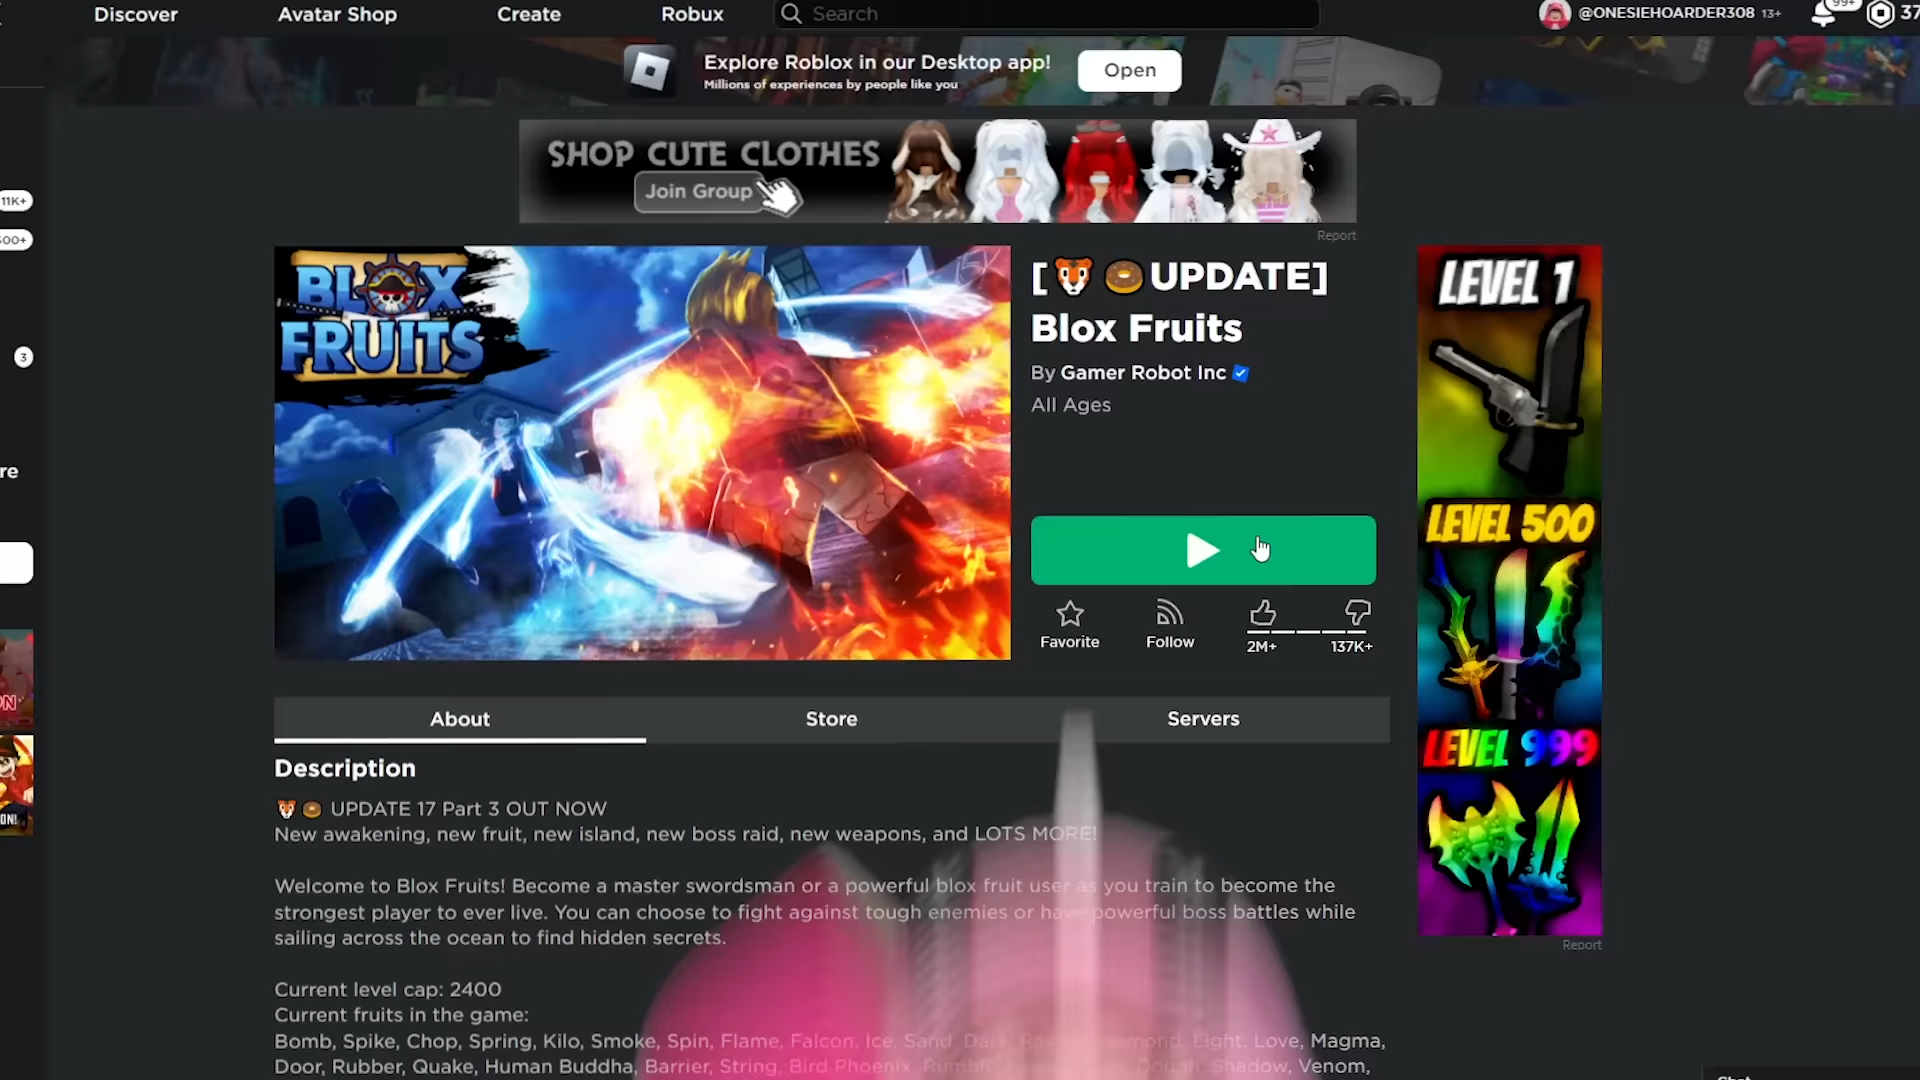 Discover
Avatar Shop
Create
Robux
Search
@ONESIEHOARDER308 13+
99+
37
Explore Roblox in our Desktop app!
Millions of experiences by people like you
Open
SHOP CUTE CLOTHES
Join Group
Report
11K+
3
re
BLOX
FRUITS
[🐯🍩UPDATE]
Blox Fruits
By Gamer Robot Inc
All Ages
Favorite
Follow
2M+
137K+
LEVEL 1
LEVEL 500
LEVEL 999
Report
About
Store
Servers
Description
🐯🍩 UPDATE 17 Part 3 OUT NOW
New awakening, new fruit, new island, new boss raid, new weapons, and LOTS MORE!
Welcome to Blox Fruits! Become a master swordsman or a powerful blox fruit user as you train to become the
strongest player to ever live. You can choose to fight against tough enemies or have powerful boss battles while
sailing across the ocean to find hidden secrets.
Current level cap: 2400
Current fruits in the game:
Bomb, Spike, Chop, Spring, Kilo, Smoke, Spin, Flame, Falcon, Ice, Sand, Light, Love, Magma,
Door, Rubber, Quake, Human Buddha, Barrier, String, Bird Phoenix, Dough, Shadow, Venom,